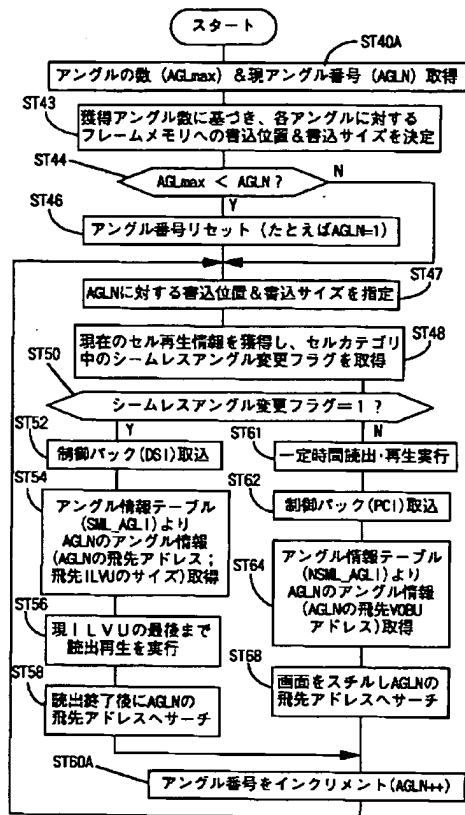 スタート
ST40A
アングルの数 (AGLmax) &現アングル番号 (AGLN) 取得
ST43
獲得アングル数に基づき、各アングルに対する
フレームメモリへの書込位置&書込サイズを決定
ST44
AGLmax < AGLN ?
N
Y
ST46
アングル番号リセット (たとえばAGLN=1)
ST47
AGLNに対する書込位置&書込サイズを指定
ST48
現在のセル再生情報を獲得し、セルカテゴリ
中のシームレスアングル変更フラグを取得
ST50
シームレスアングル変更フラグ=1 ?
Y
N
ST52
制御パック(DSI)取込
ST61
一定時間読出・再生実行
ST62
制御パック(PCI)取込
ST54
アングル情報テーブル
(SML_AGLI)より
AGLNのアングル情報
(AGLNの飛先アドレス;
飛先ILVUのサイズ)取得
ST64
アングル情報テーブル
(NSML_AGLI)より
AGLNのアングル情報
(AGLNの飛先VOBU
アドレス)取得
ST56
現ILVUの最後まで
読出再生を実行
ST58
読出終了後にAGLNの
飛先アドレスへサーチ
ST68
画面をスチルしAGLNの
飛先アドレスへサーチ
ST60A
アングル番号をインクリメント(AGLN++)